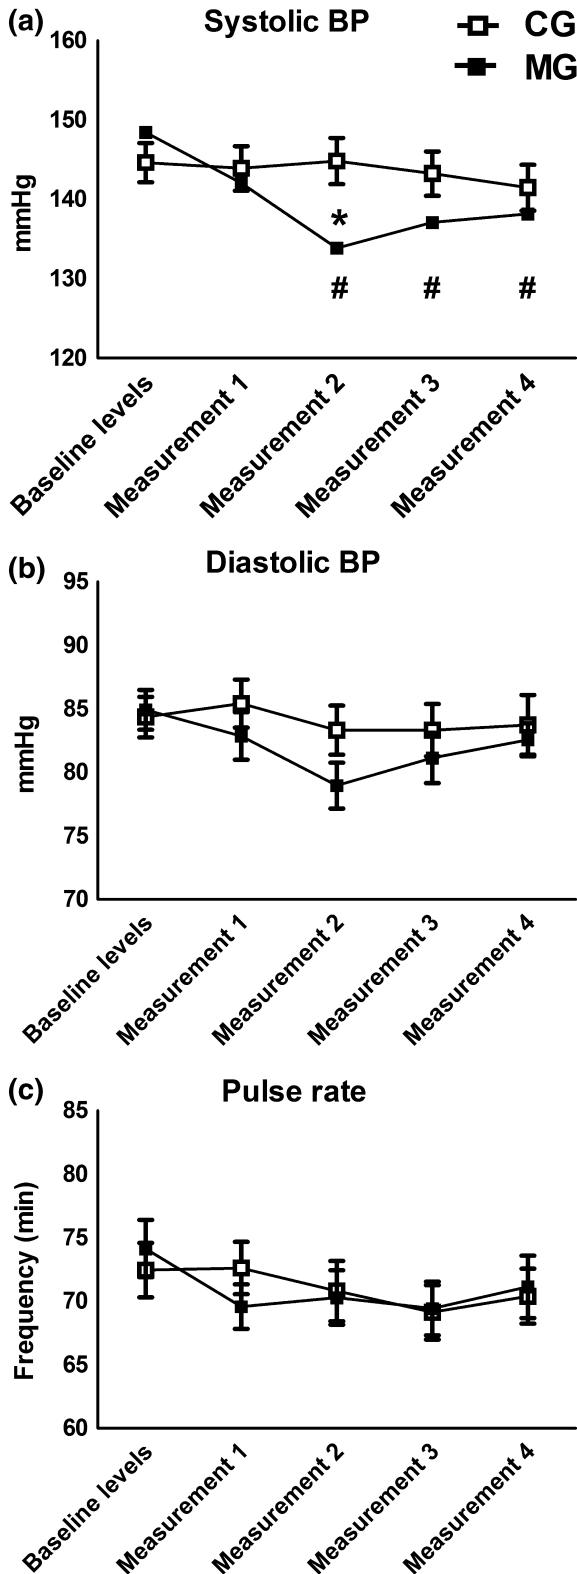 (a) Systolic BP
CG
MG
160
150
140
130
120
mmHg
*
# # #
Baseline levels
Measurement 1
Measurement 2
Measurement 3
Measurement 4
(b) Diastolic BP
95
90
85
80
75
70
mmHg
Baseline levels
Measurement 1
Measurement 2
Measurement 3
Measurement 4
(c) Pulse rate
85
80
75
70
65
60
Frequency (min)
Baseline levels
Measurement 1
Measurement 2
Measurement 3
Measurement 4